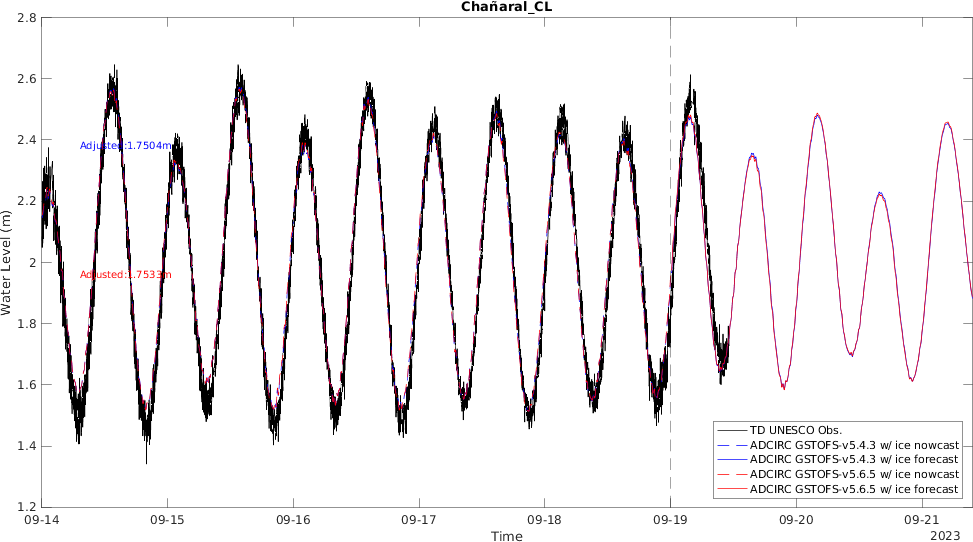 Chañaral_CL
2.8
2.6
2.4
2.2
2
1.8
1.6
1.4
1.2
Water Level (m)
Adjusted:1.7504m
Adjusted:1.7533m
TD UNESCO Obs.
ADCIRC GSTOFS-v5.4.3 w/ ice nowcast
ADCIRC GSTOFS-v5.4.3 w/ ice forecast
ADCIRC GSTOFS-v5.6.5 w/ ice nowcast
ADCIRC GSTOFS-v5.6.5 w/ ice forecast
09-14 09-15 09-16 09-17 09-18 09-19 09-20 09-21
Time
2023